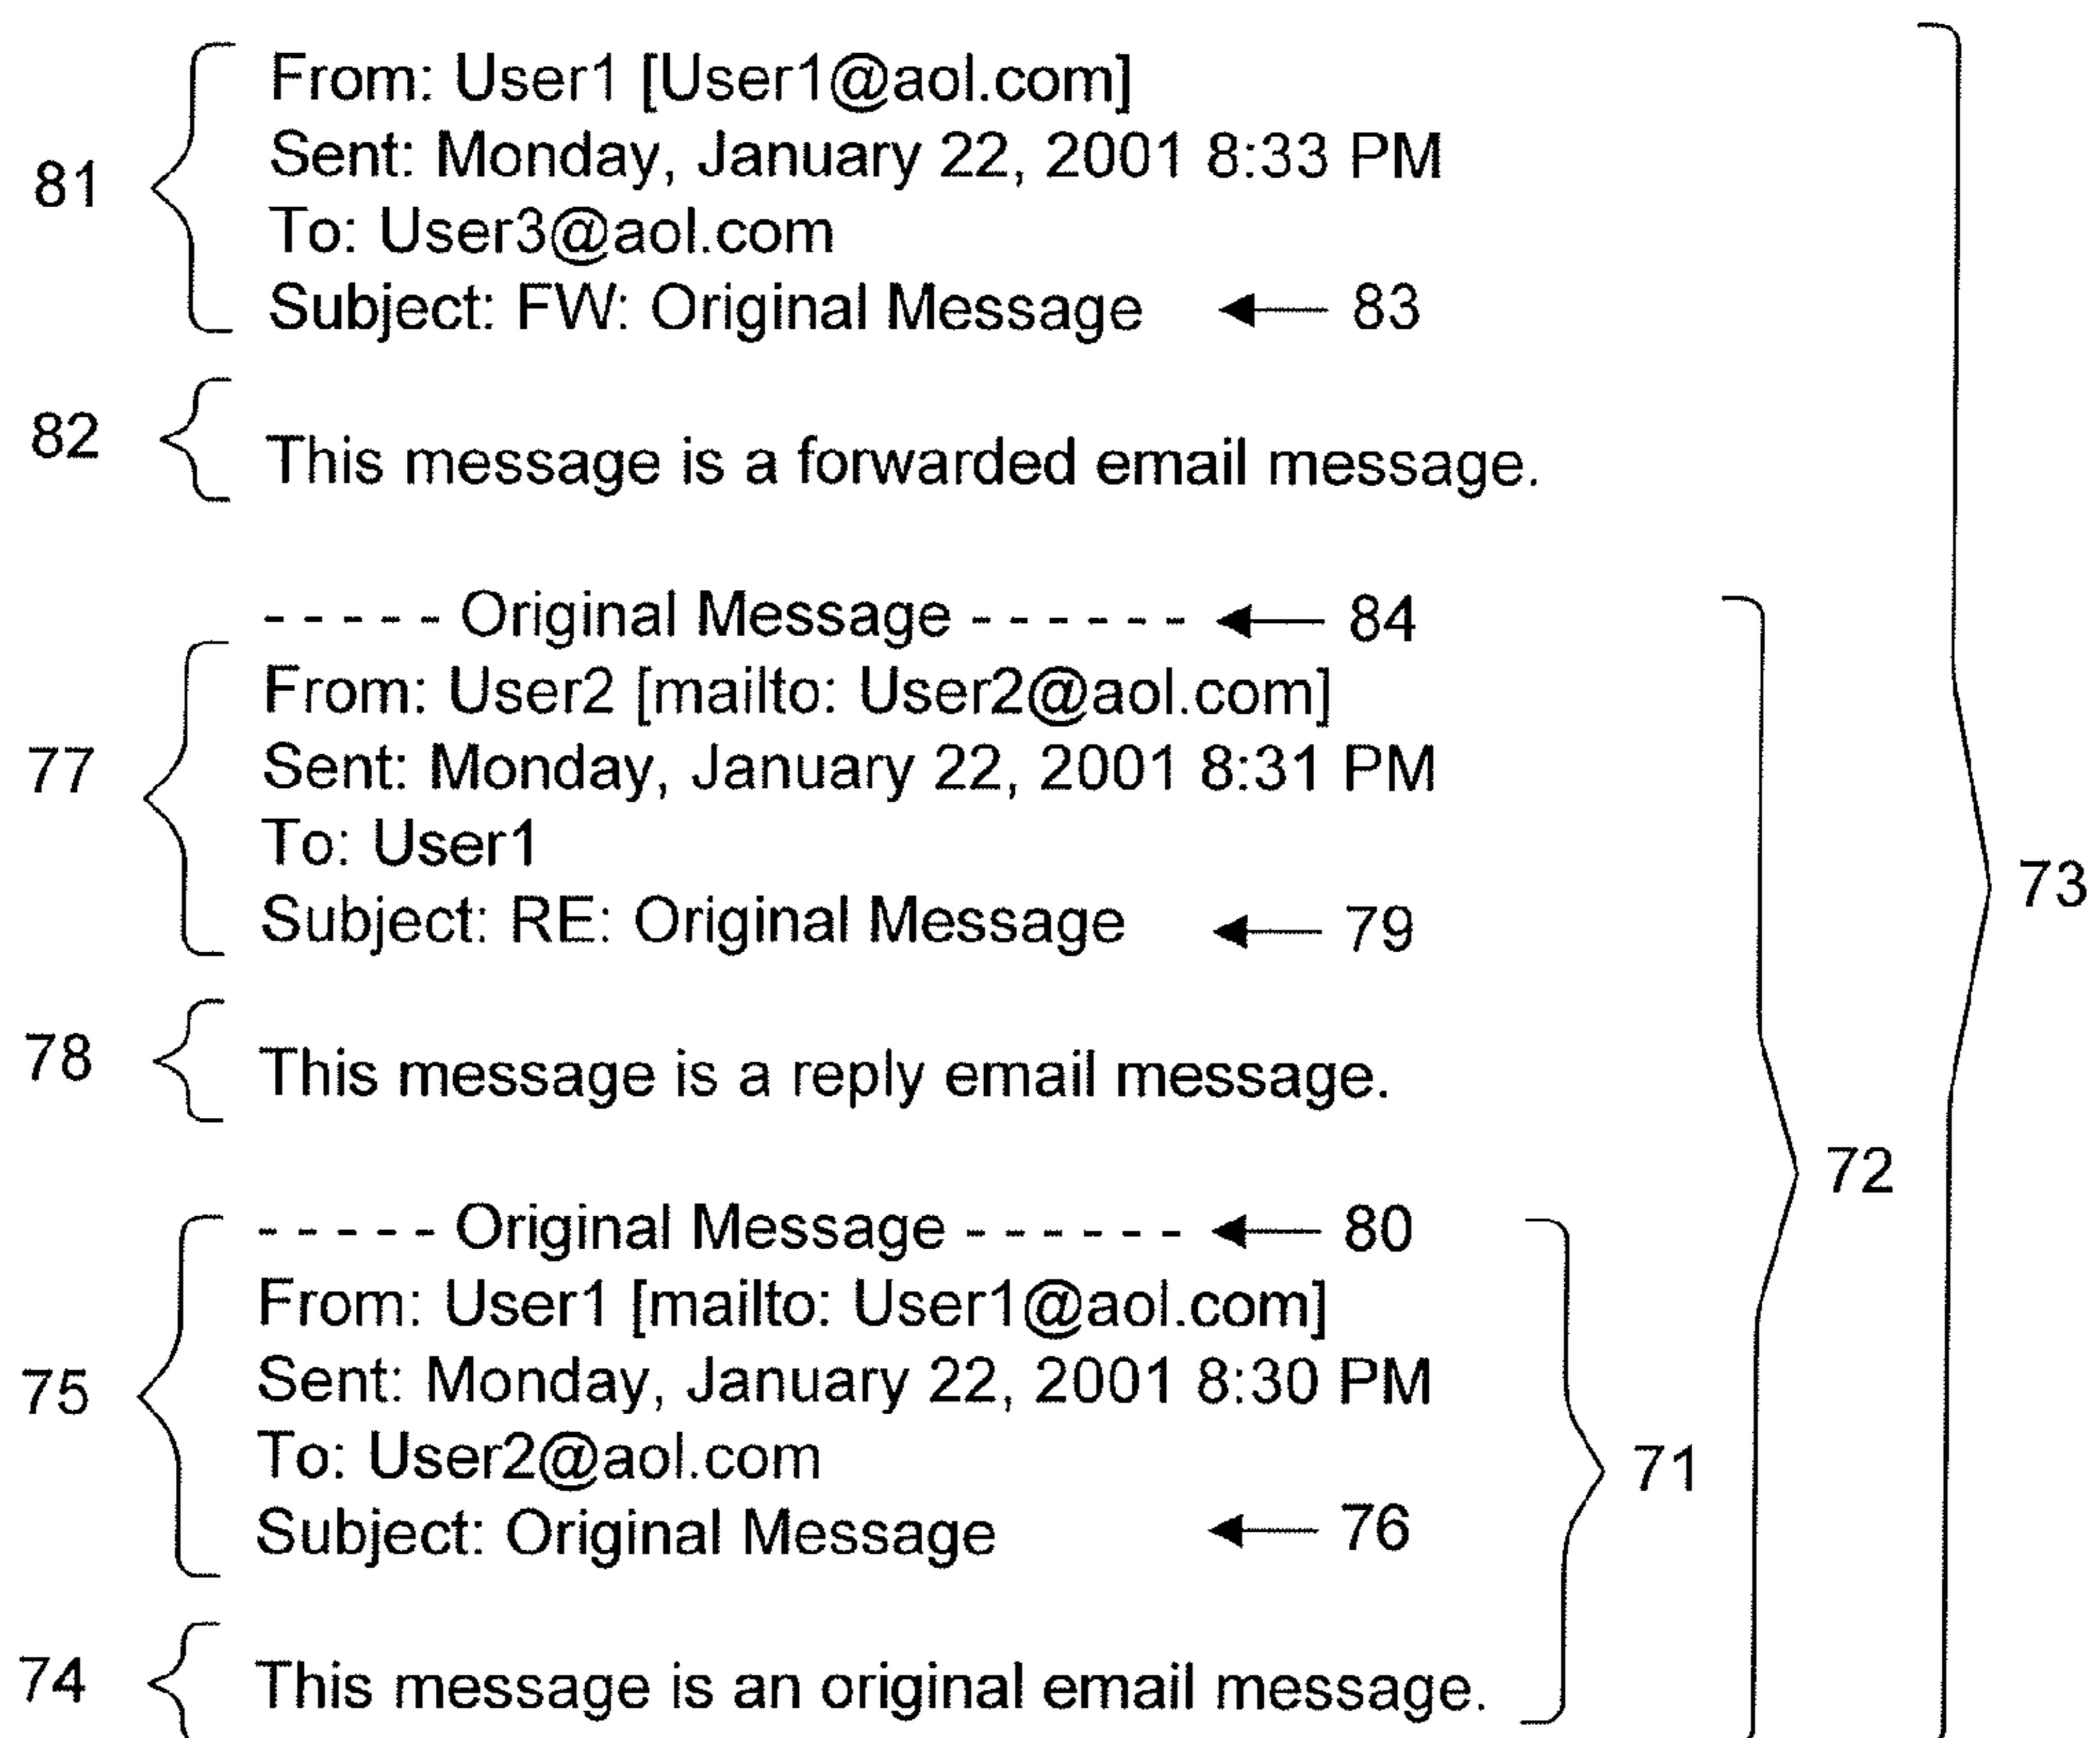 From: User1 [User1@aol.com]
81 Sent: Monday, January 22, 2001 8:33 PM
To: User3@aol.com
Subject: FW: Original Message 83
82 This message is a forwarded email message.
- - - - - Original Message - - - - - - 84
From: User2 [mailto: User2@aol.com]
77 Sent: Monday, January 22, 2001 8:31 PM
To: User1
73
Subject: RE: Original Message 79
78 This message is a reply email message.
72
- - - - - Original Message - - - - - - 80
From: User1 [mailto: User1@aol.com]
75 Sent: Monday, January 22, 2001 8:30 PM
To: User2@aol.com 71
Subject: Original Message 76
74 This message is an original email message.